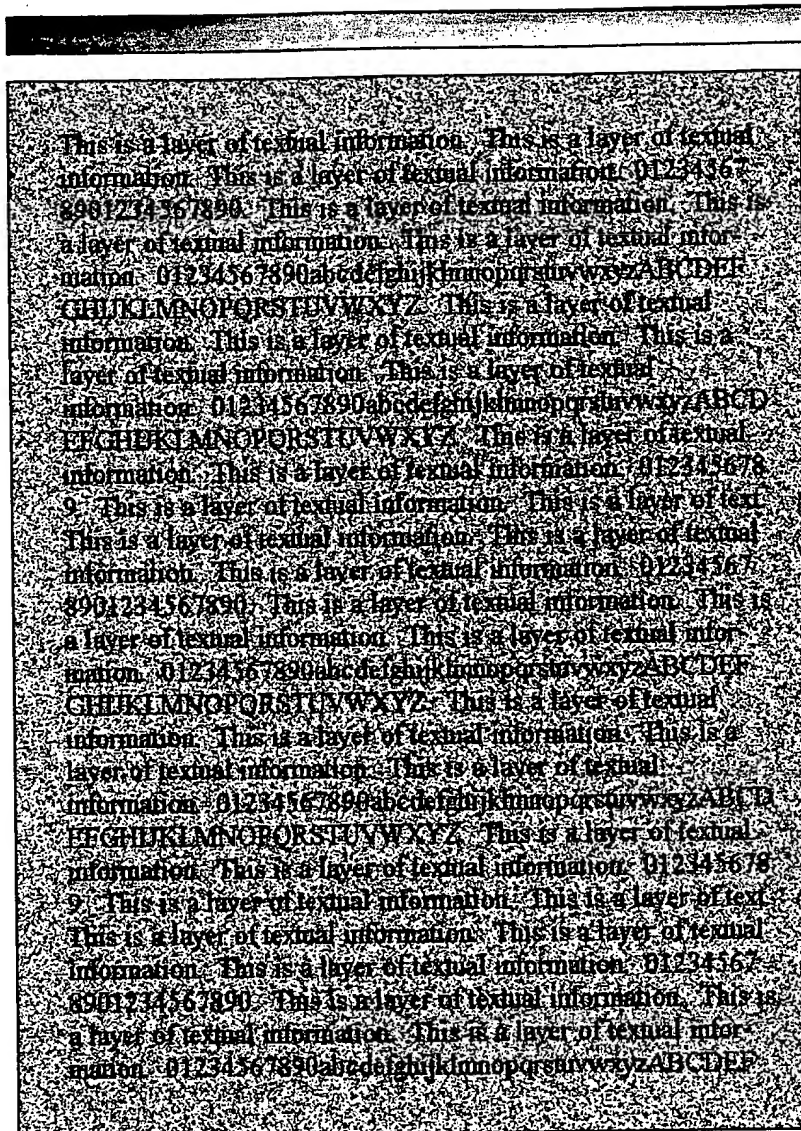 This is a layer of textual information. This is a layer of textual
information. This is a layer of textual information. 01234567
8901234567890. This is a layer of textual information. This is
a layer of textual information. This is a layer of textual infor-
mation. 01234567890abcdefghijklmnopqrstuvwxyzABCDEF
GHIJKLMNOPQRSTUVWXYZ. This is a layer of textual
information. This is a layer of textual information. This is a
layer of textual information. This is a layer of textual
information. 01234567890abcdefghijklmnopqrstuvwxyzABCD
EFGHIJKLMNOPQRSTUVWXYZ. This is a layer of textual
information. This is a layer of textual information. 012345678
9. This is a layer of textual information. This is a layer of text.
This is a layer of textual information. This is a layer of textual
information. This is a layer of textual information. 01234567
8901234567890. This is a layer of textual information. This is
a layer of textual information. This is a layer of textual infor-
mation. 01234567890abcdefghijklmnopqrstuvwxyzABCDEF
GHIJKLMNOPQRSTUVWXYZ. This is a layer of textual
information. This is a layer of textual information. This is a
layer of textual information. This is a layer of textual
information. 01234567890abcdefghijklmnopqrstuvwxyzABCD
EFGHIJKLMNOPQRSTUVWXYZ. This is a layer of textual
information. This is a layer of textual information. 012345678
9. This is a layer of textual information. This is a layer of text.
This is a layer of textual information. This is a layer of textual
information. This is a layer of textual information. 01234567
8901234567890. This is a layer of textual information. This is
a layer of textual information. This is a layer of textual infor-
mation. 01234567890abcdefghijklmnopqrstuvwxyzABCDEF